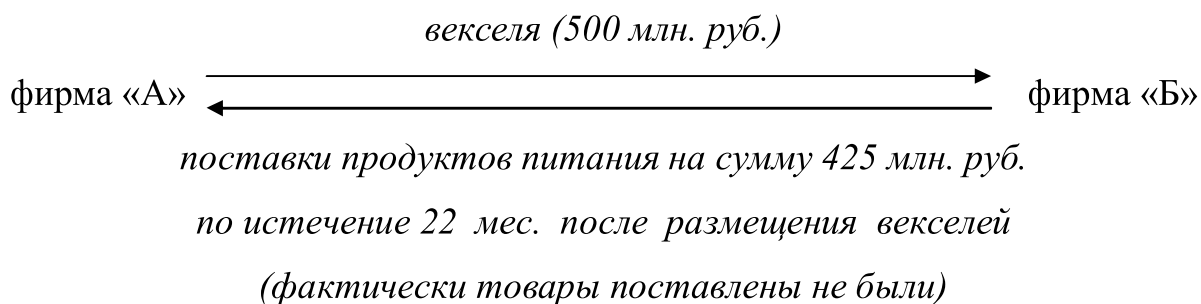 векселя (500 млн. руб.)
фирма «А» фирма «Б»
поставки продуктов питания на сумму 425 млн. руб.
по истечение 22 мес. после размещения векселей
(фактически товары поставлены не были)